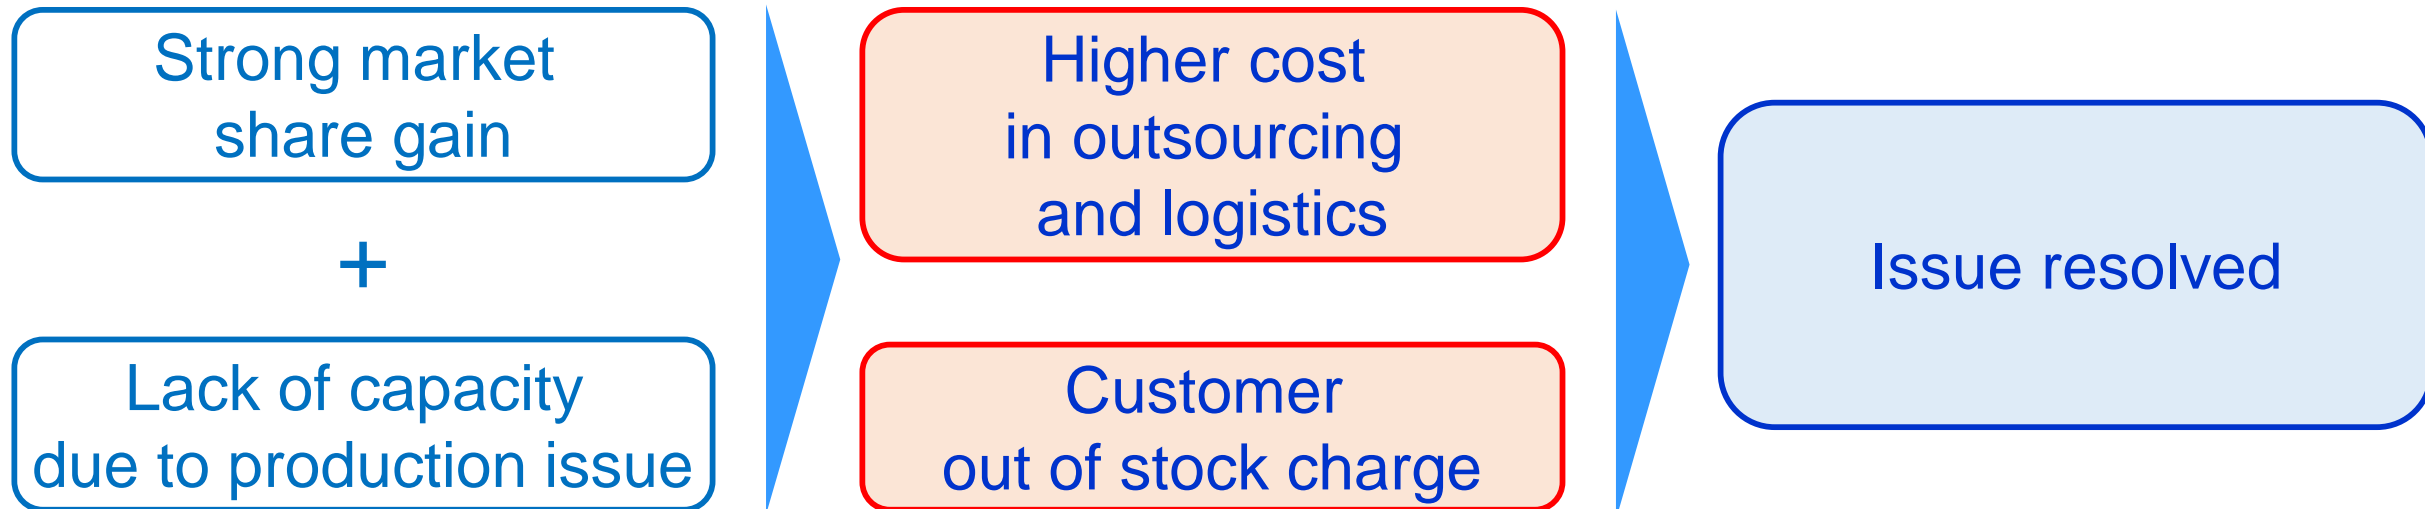 Strong market
share gain
+
Lack of capacity
due to production issue
Higher cost
in outsourcing
and logistics
Customer
out of stock charge
Issue resolved